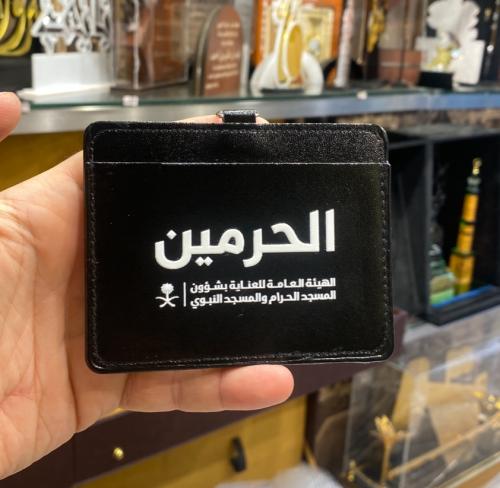 الحرمين
الهيئة العامة للعناية بشؤون
المسجد الحرام والمسجد النبوي